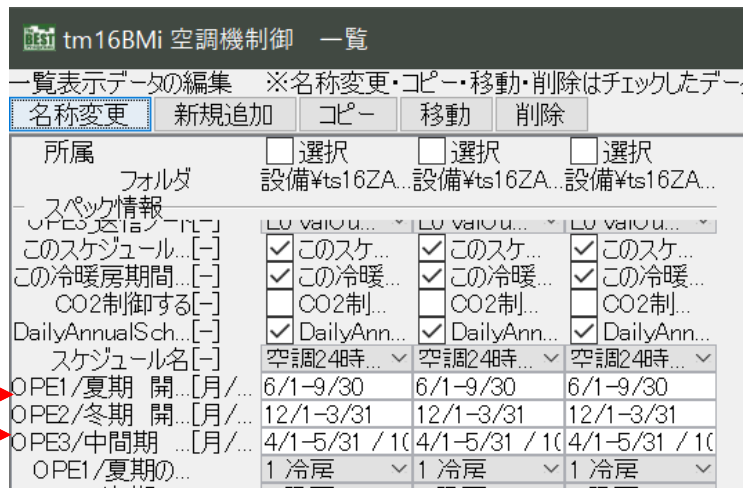 BEST tm16BMi 空調機制御 一覧
一覧表示データの編集 ※名称変更・コピー・移動・削除はチェックしたデー
名称変更 新規追加 コピー 移動 削除
所属 選択 選択 選択
フォルダ 設備¥ts16ZA... 設備¥ts16ZA... 設備¥ts16ZA...
スペック情報
このスケジュール...[-] このスケ... このスケ... このスケ...
この冷暖房期間...[-] この冷暖... この冷暖... この冷暖...
CO2制御する[-] CO2制... CO2制... CO2制...
DailyAnnualSch...[-] DailyAnn... DailyAnn... DailyAnn...
スケジュール名[-] 空調24時... 空調24時... 空調24時...
OPE1/夏期 開...[月/... 6/1-9/30 6/1-9/30 6/1-9/30
OPE2/冬期 開...[月/... 12/1-3/31 12/1-3/31 12/1-3/31
OPE3/中間期 ...[月/... 4/1-5/31 / 1( 4/1-5/31 / 1( 4/1-5/31 / 1(
OPE1/夏期の... 1 冷房 1 冷房 1 冷房